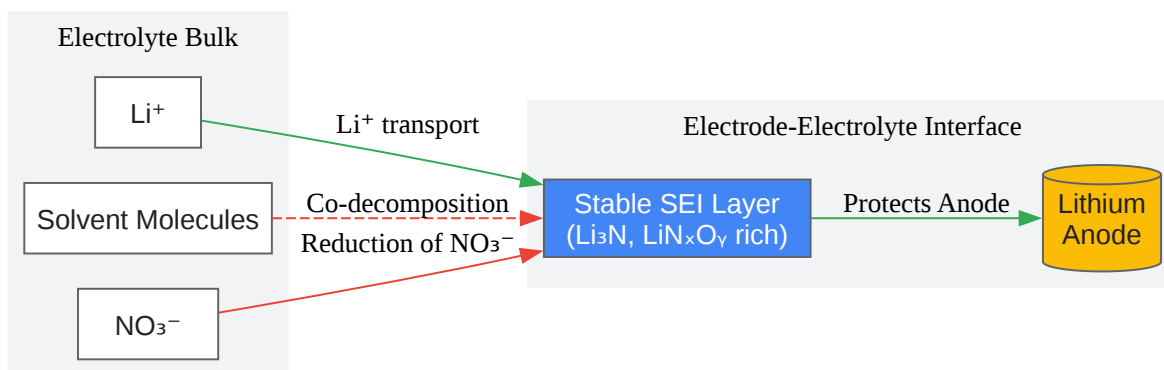 Electrolyte Bulk
Li⁺
Li⁺ transport
Electrode-Electrolyte Interface
Solvent Molecules
Co-decomposition
Reduction of NO₃⁻
Stable SEI Layer
(Li₃N, LiNₓOᵧ rich)
Protects Anode
Lithium
Anode
NO₃⁻